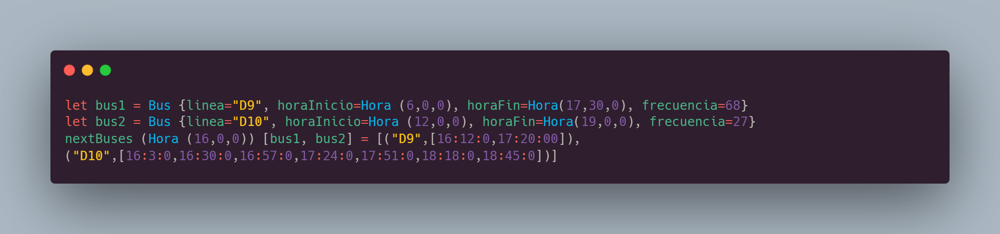 let bus1 = Bus {linea="D9", horaInicio=Hora (6,0,0), horaFin=Hora(17,30,0), frecuencia=68}
let bus2 = Bus {linea="D10", horaInicio=Hora (12,0,0), horaFin=Hora(19,0,0), frecuencia=27}
nextBuses (Hora (16,0,0)) [bus1, bus2] = [("D9",[16:12:0,17:20:00]),
("D10",[16:3:0,16:30:0,16:57:0,17:24:0,17:51:0,18:18:0,18:45:0])]